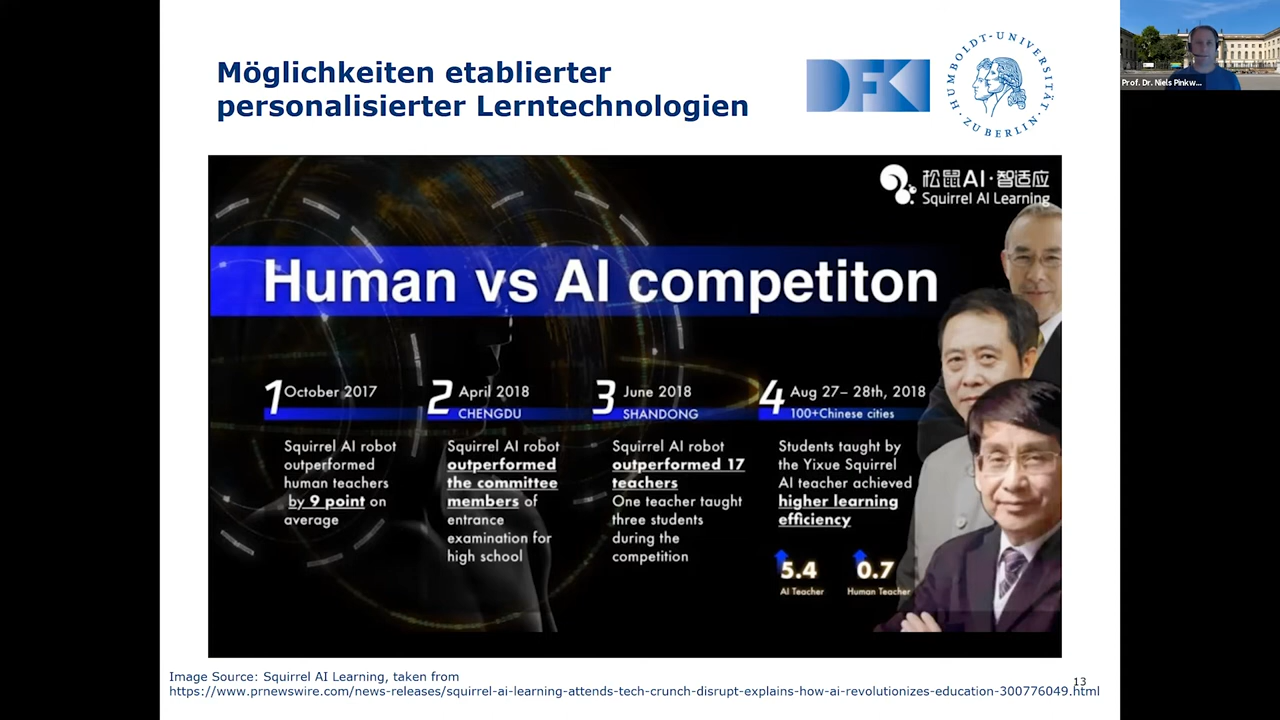 Möglichkeiten etablierter
personalisierter Lerntechnologien
DFKI
HUMBOLDT-UNIVERSITÄT ZU BERLIN
Prof. Dr. Niels Pinkw...
松鼠AI·智适应
Squirrel AI Learning
Human vs AI competiton
1 October 2017
Squirrel AI robot
outperformed
human teachers
by 9 point on
average
2 April 2018
CHENGDU
Squirrel AI robot
outperformed
the committee
members of
entrance
examination for
high school
3 June 2018
SHANDONG
Squirrel AI robot
outperformed 17
teachers
One teacher taught
three students
during the
competition
4 Aug 27– 28th, 2018
100+Chinese cities
Students taught by
the Yixue Squirrel
AI teacher achieved
higher learning
efficiency
5.4 0.7
AI Teacher Human Teacher
Image Source: Squirrel AI Learning, taken from
https://www.prnewswire.com/news-releases/squirrel-ai-learning-attends-tech-crunch-disrupt-explains-how-ai-revolutionizes-education-300776049.html
13